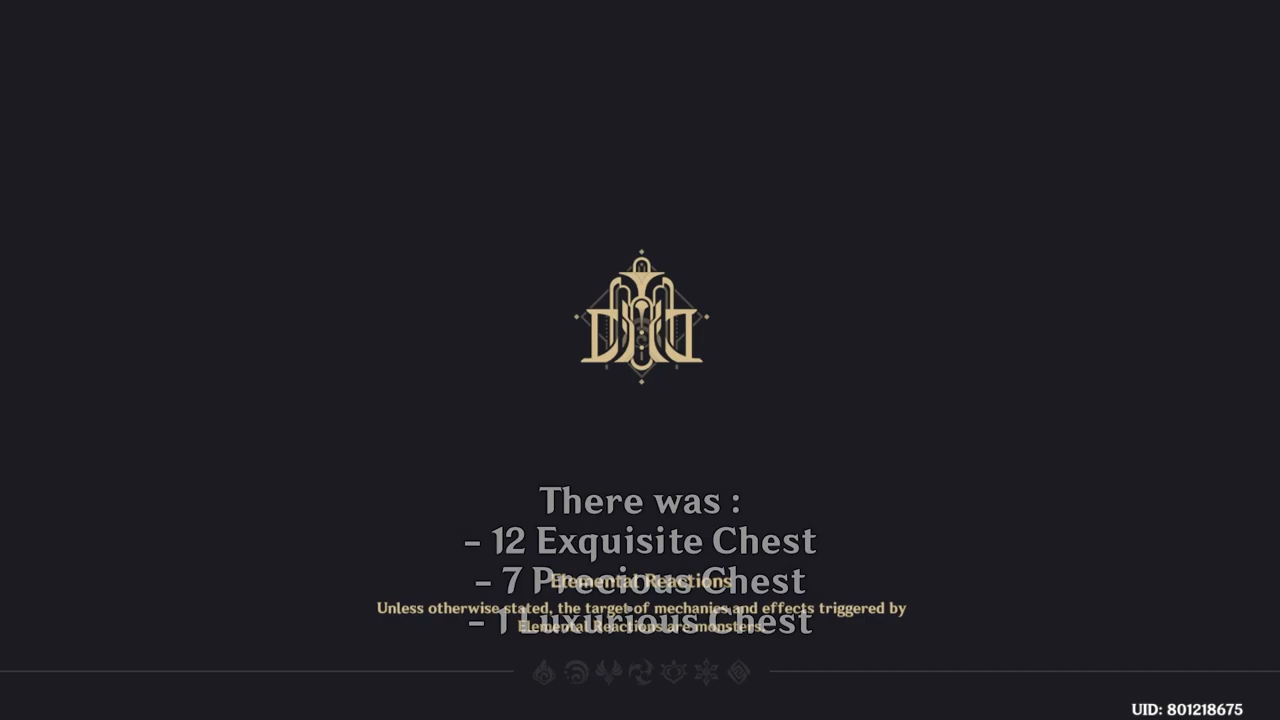 There was :
- 12 Exquisite Chest
- 7 Precious Chest
Elemental Reactions
Unless otherwise stated, the target of mechanics and effects triggered by
- 1 Luxurious Chest
Elemental Reactions are monsters.
UID: 801218675